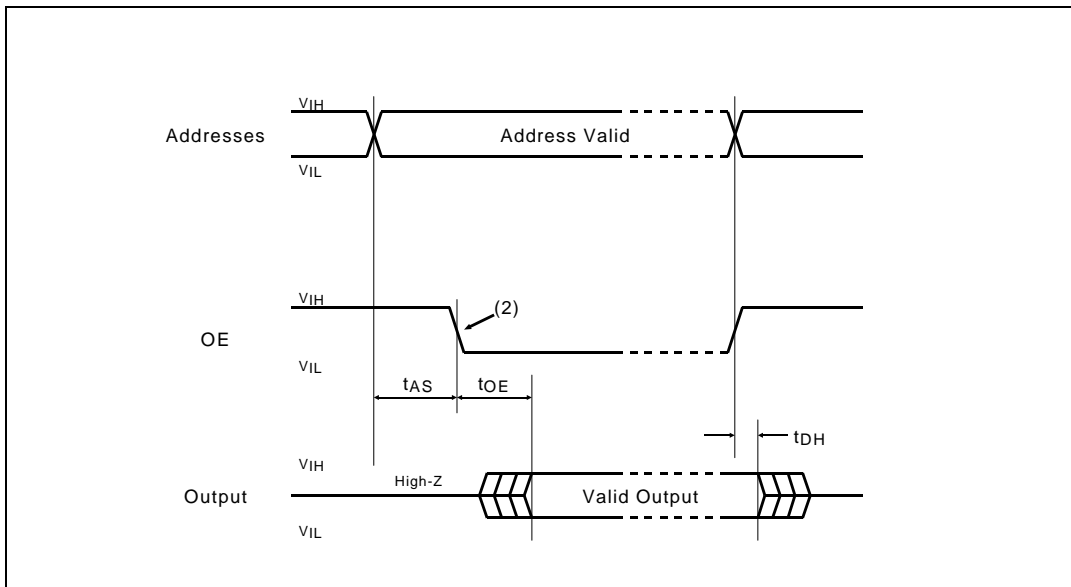 VIH
Addresses
Address Valid
VIL
VIH
(2)
OE
VIL
tAS
tOE
tDH
VIH
High-Z
Output
Valid Output
VIL